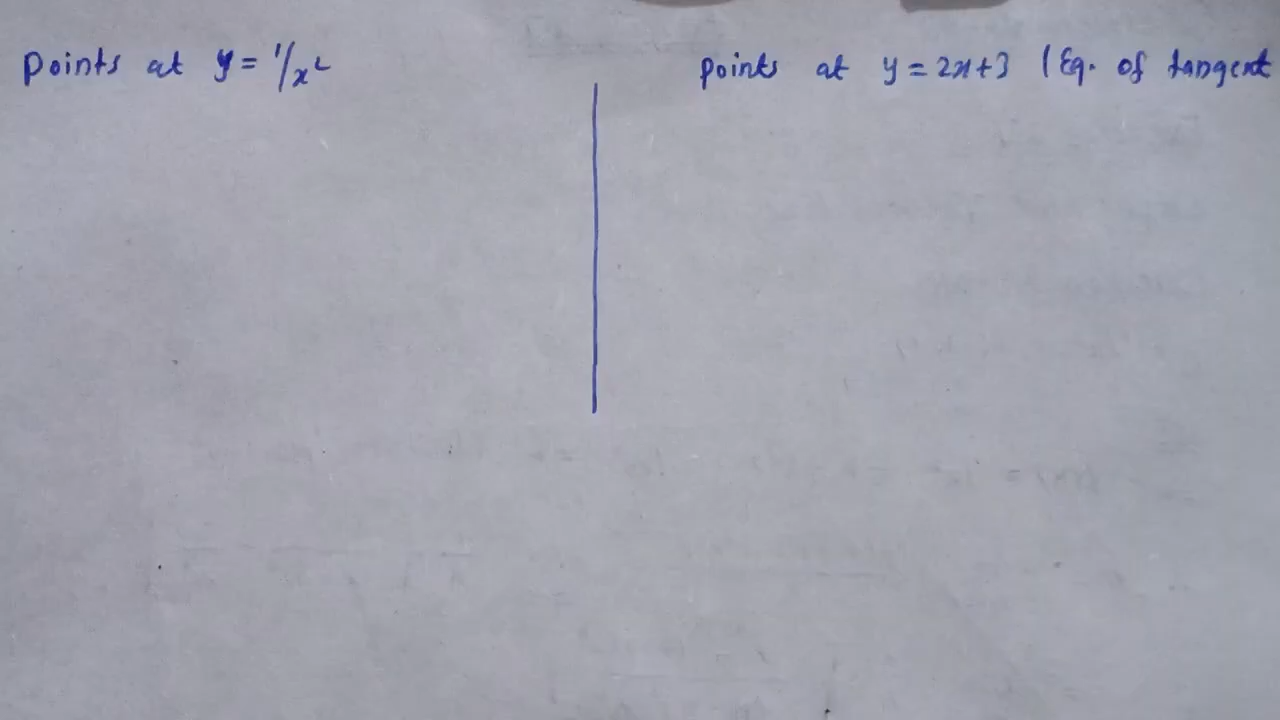 Points at y = 1/x²
points at y = 2x+3 (Eq. of tangent